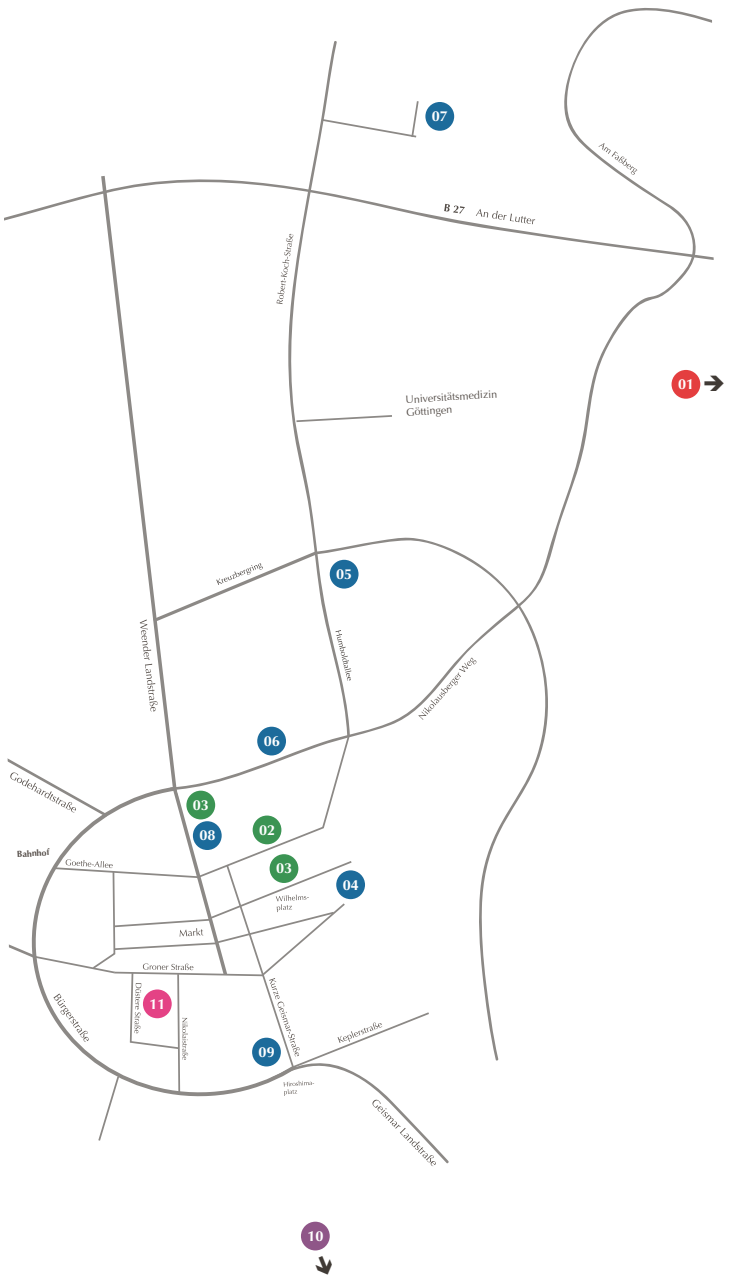 07
Am Faßberg
B 27 An der Lutter
Robert-Koch-Straße
01
Universitätsmedizin
Göttingen
Kreuzbergring
05
Weender Landstraße
Humboldtallee
Nikolausberger Weg
06
Godehardtstraße
03
08
02
Bahnhof
Goethe-Allee
03
04
Wilhelms-
platz
Markt
Groner Straße
Düstere Straße
11
Nikolaistraße
Kurze Geismar-Straße
Bürgerstraße
09
Keplerstraße
Hiroshima-
platz
Geismar Landstraße
10